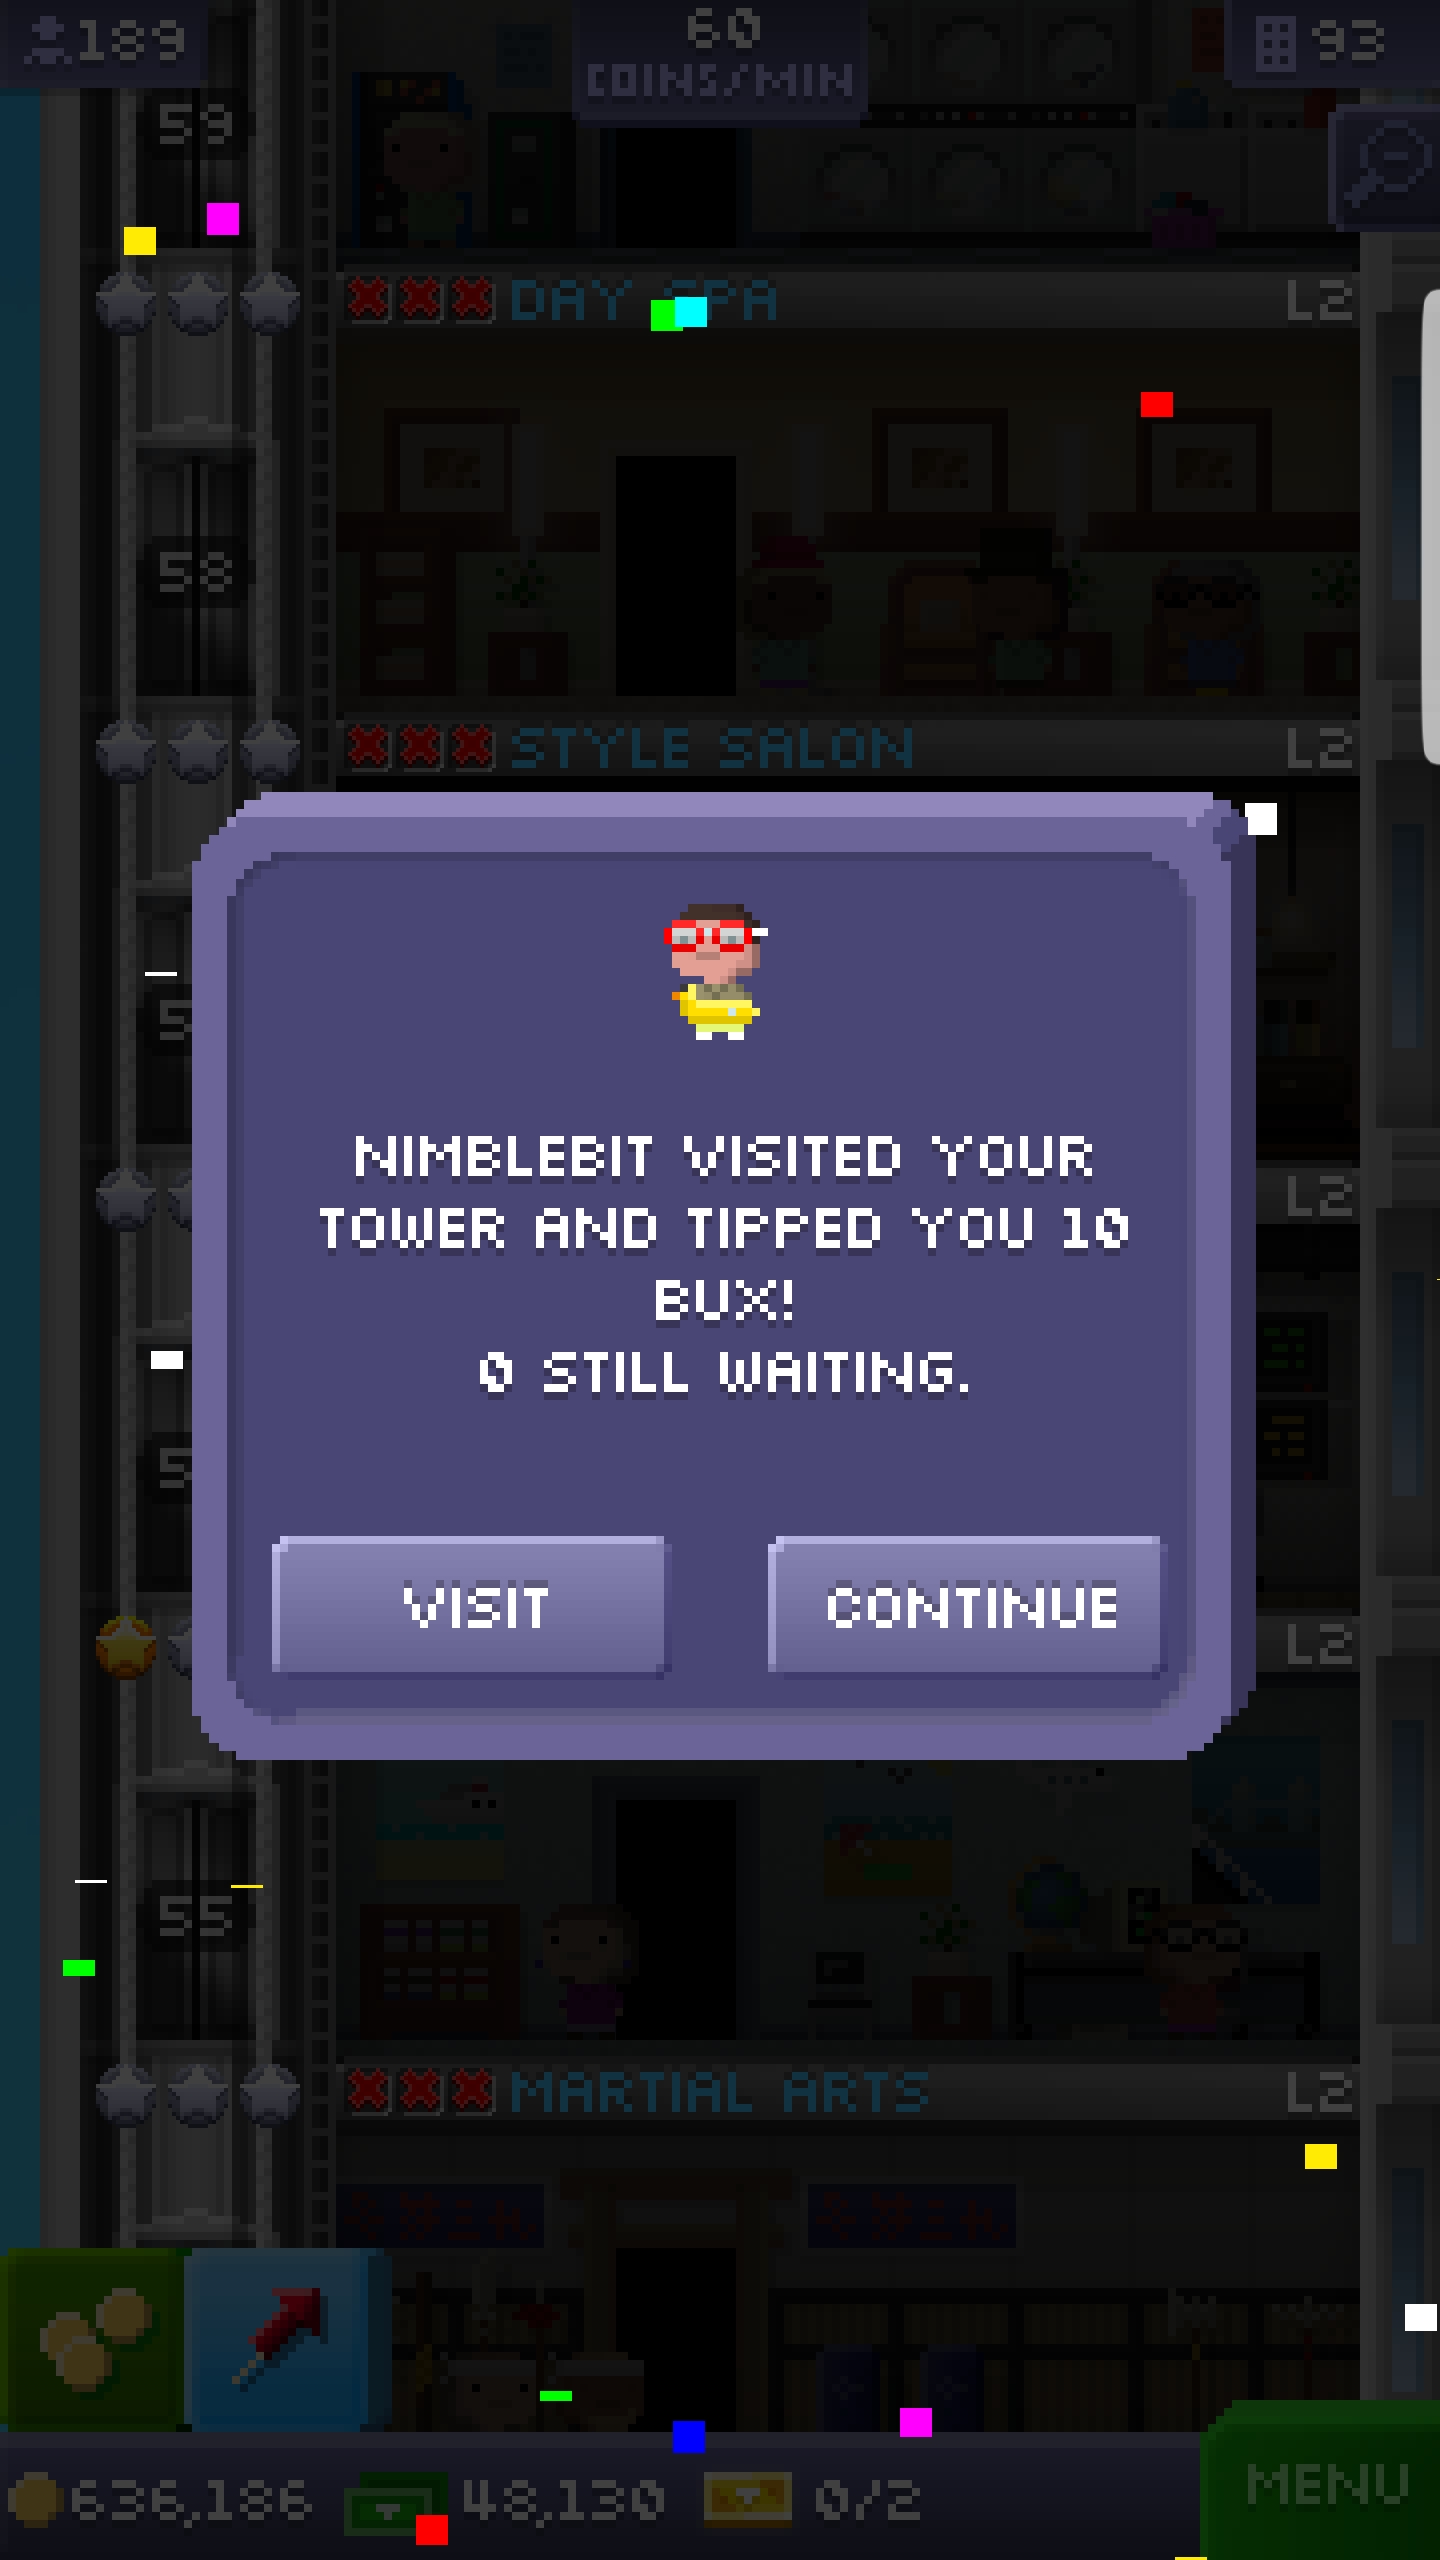 189
60
COINS/MIN
93
59
DAY SPA
L2
58
STYLE SALON
L2
NIMBLEBIT VISITED YOUR
TOWER AND TIPPED YOU 10
BUX!
0 STILL WAITING.
L2
VISIT
CONTINUE
L2
55
MARTIAL ARTS
L2
636,186
48,130
0/2
MENU